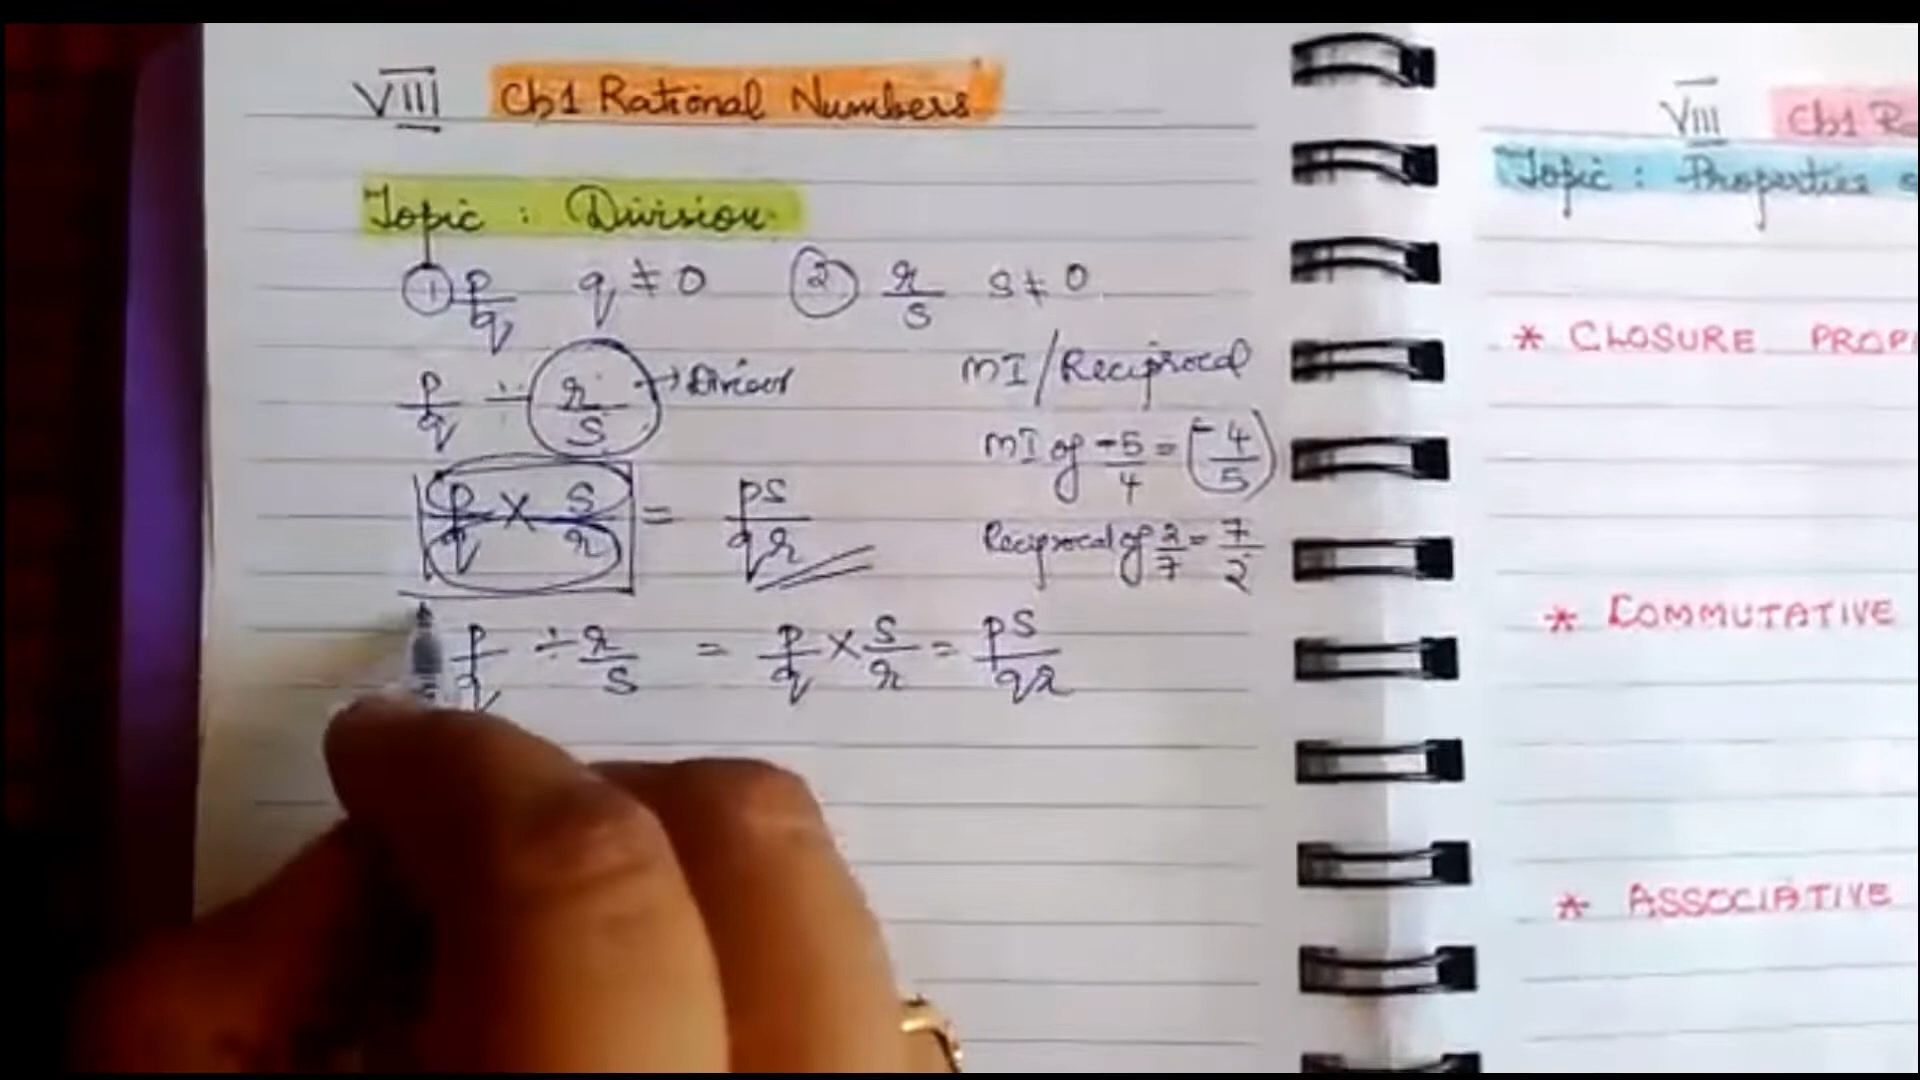 VIII Ch1 Rational Numbers
Topic : Division
① p/q q ≠ 0 ② r/s s ≠ 0
p/q ÷ r/s → Divisor
p/q × s/r = ps/qr
p/q ÷ r/s = p/q × s/r = ps/qr
MI / Reciprocal
MI of -5/4 = (-4/5)
Reciprocal of 2/7 = 7/2
VIII Ch1 Ra
Topic : Properties o
* CLOSURE PROP
* COMMUTATIVE
* ASSOCIATIVE